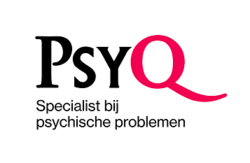 PsyQ
Specialist bij
psychische problemen